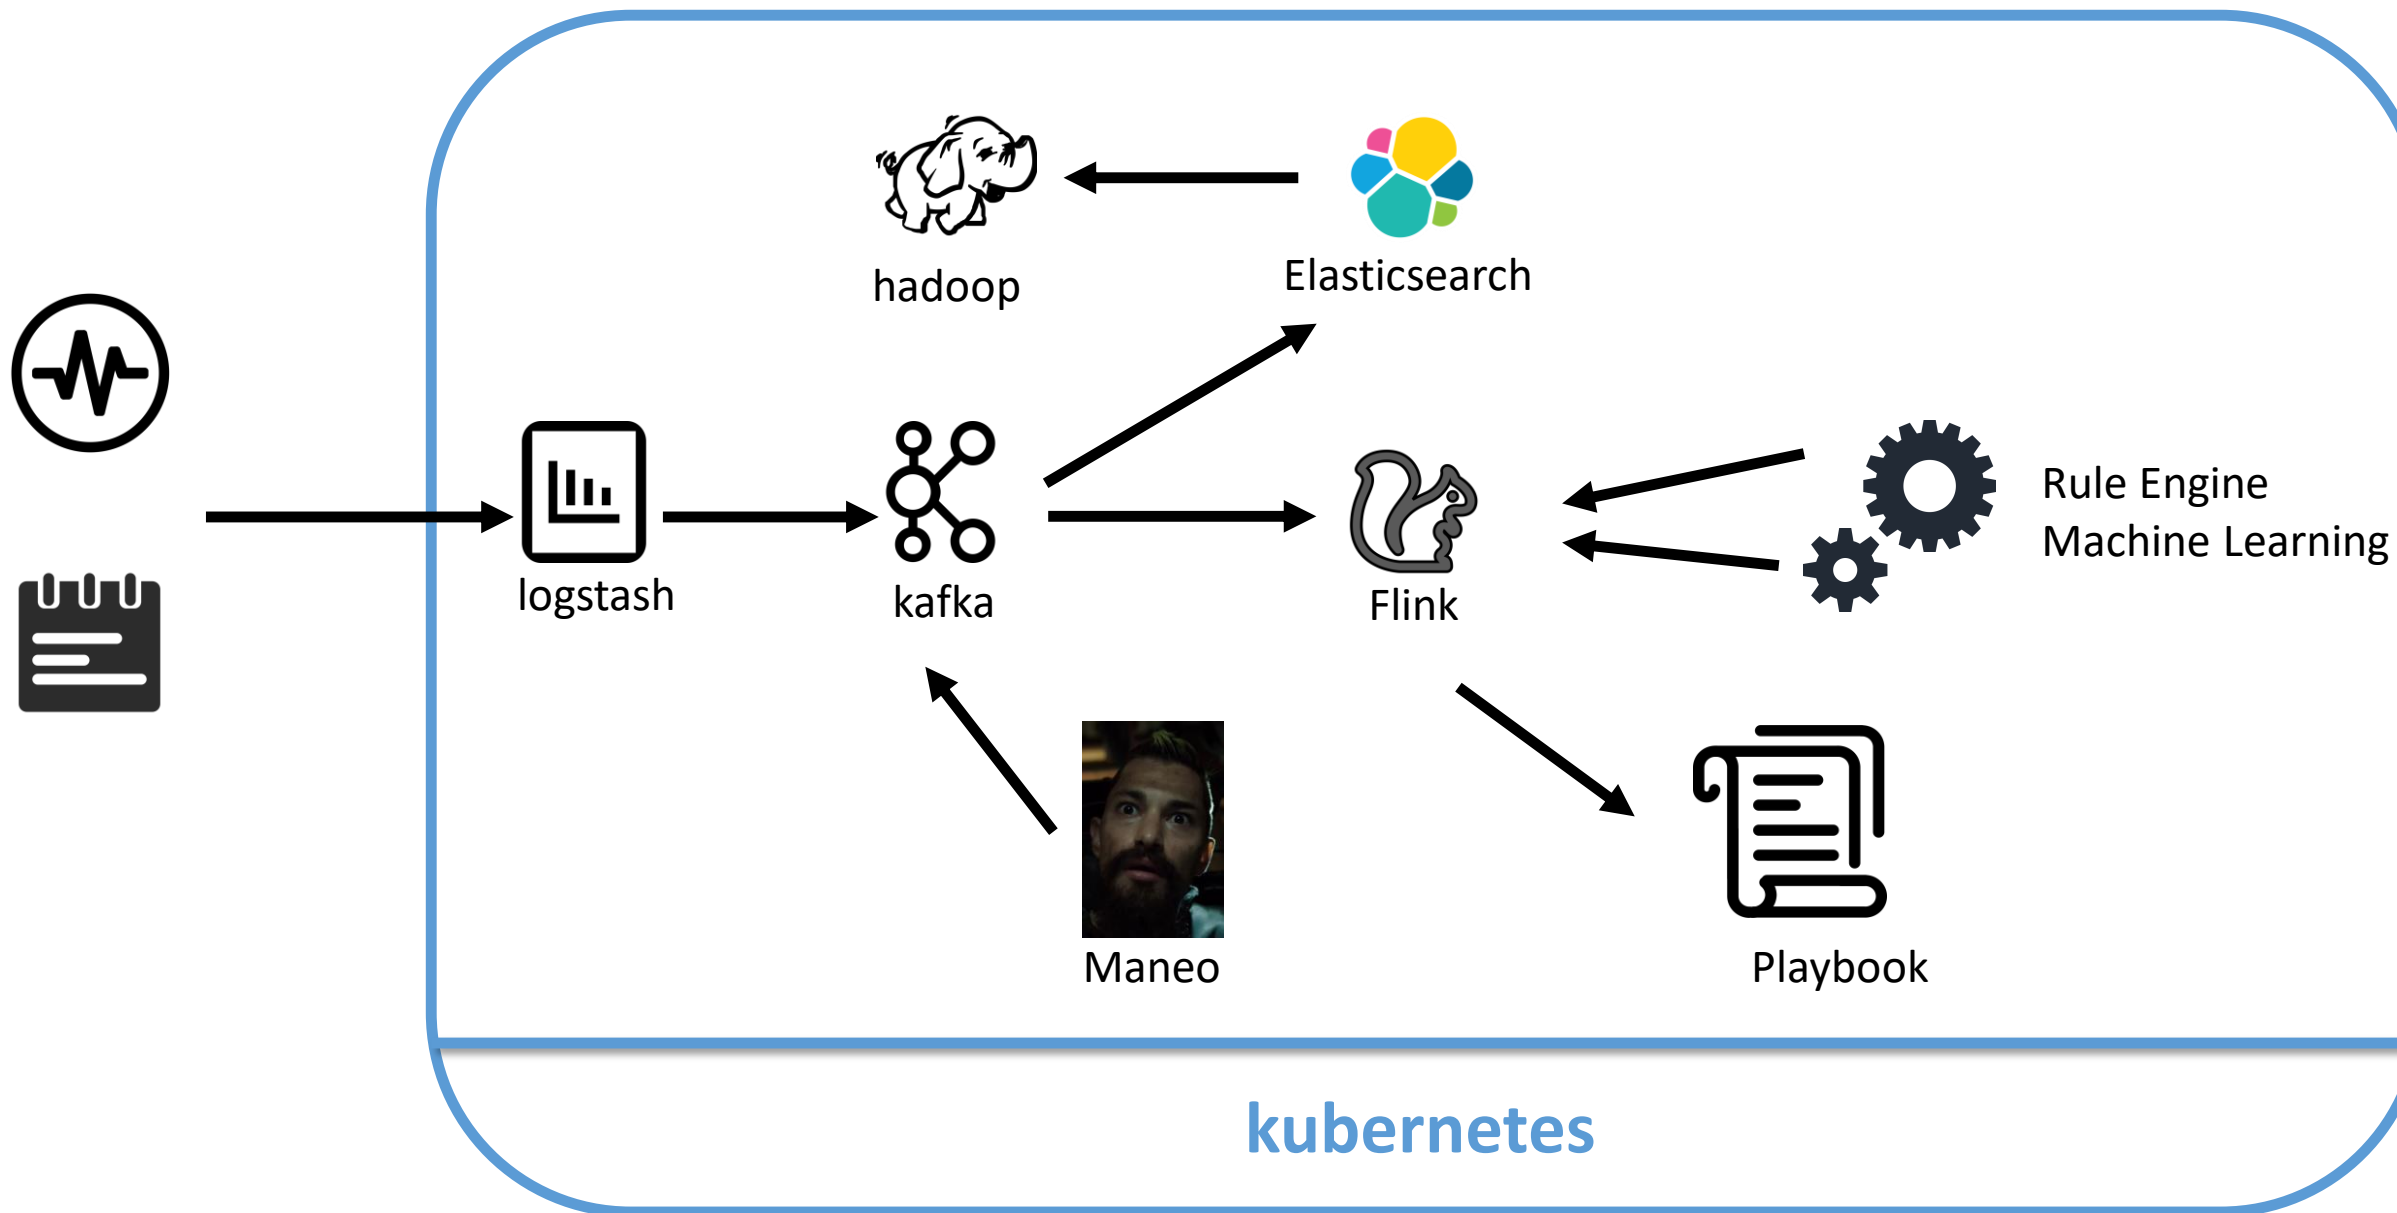 hadoop
Elasticsearch
logstash
kafka
Flink
Rule Engine
Machine Learning
Maneo
Playbook
kubernetes